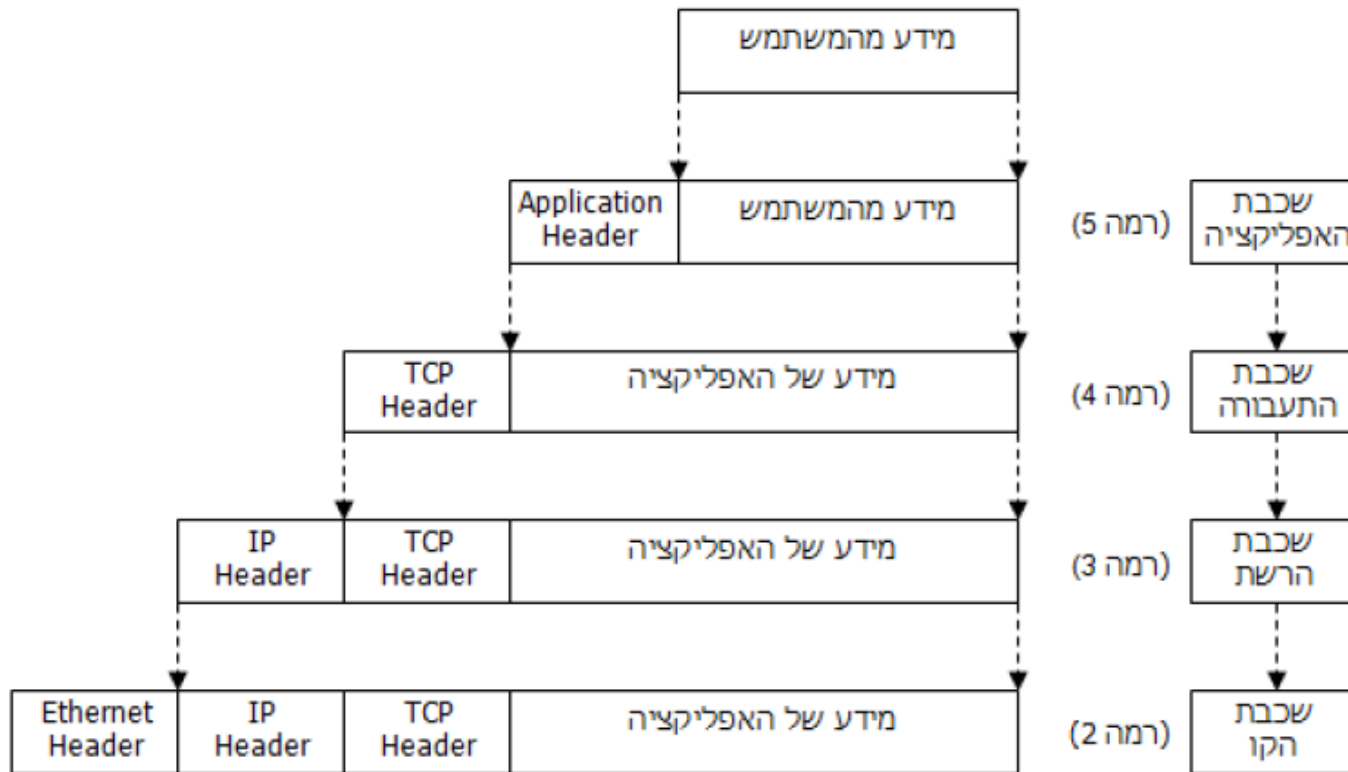 מידע מהמשתמש
שכבת
האפליקציה
(רמה 5)
מידע מהמשתמש
Application
Header
שכבת
התעבורה
(רמה 4)
מידע של האפליקציה
TCP
Header
שכבת
הרשת
(רמה 3)
מידע של האפליקציה
TCP
Header
IP
Header
שכבת
הקו
(רמה 2)
מידע של האפליקציה
TCP
Header
IP
Header
Ethernet
Header